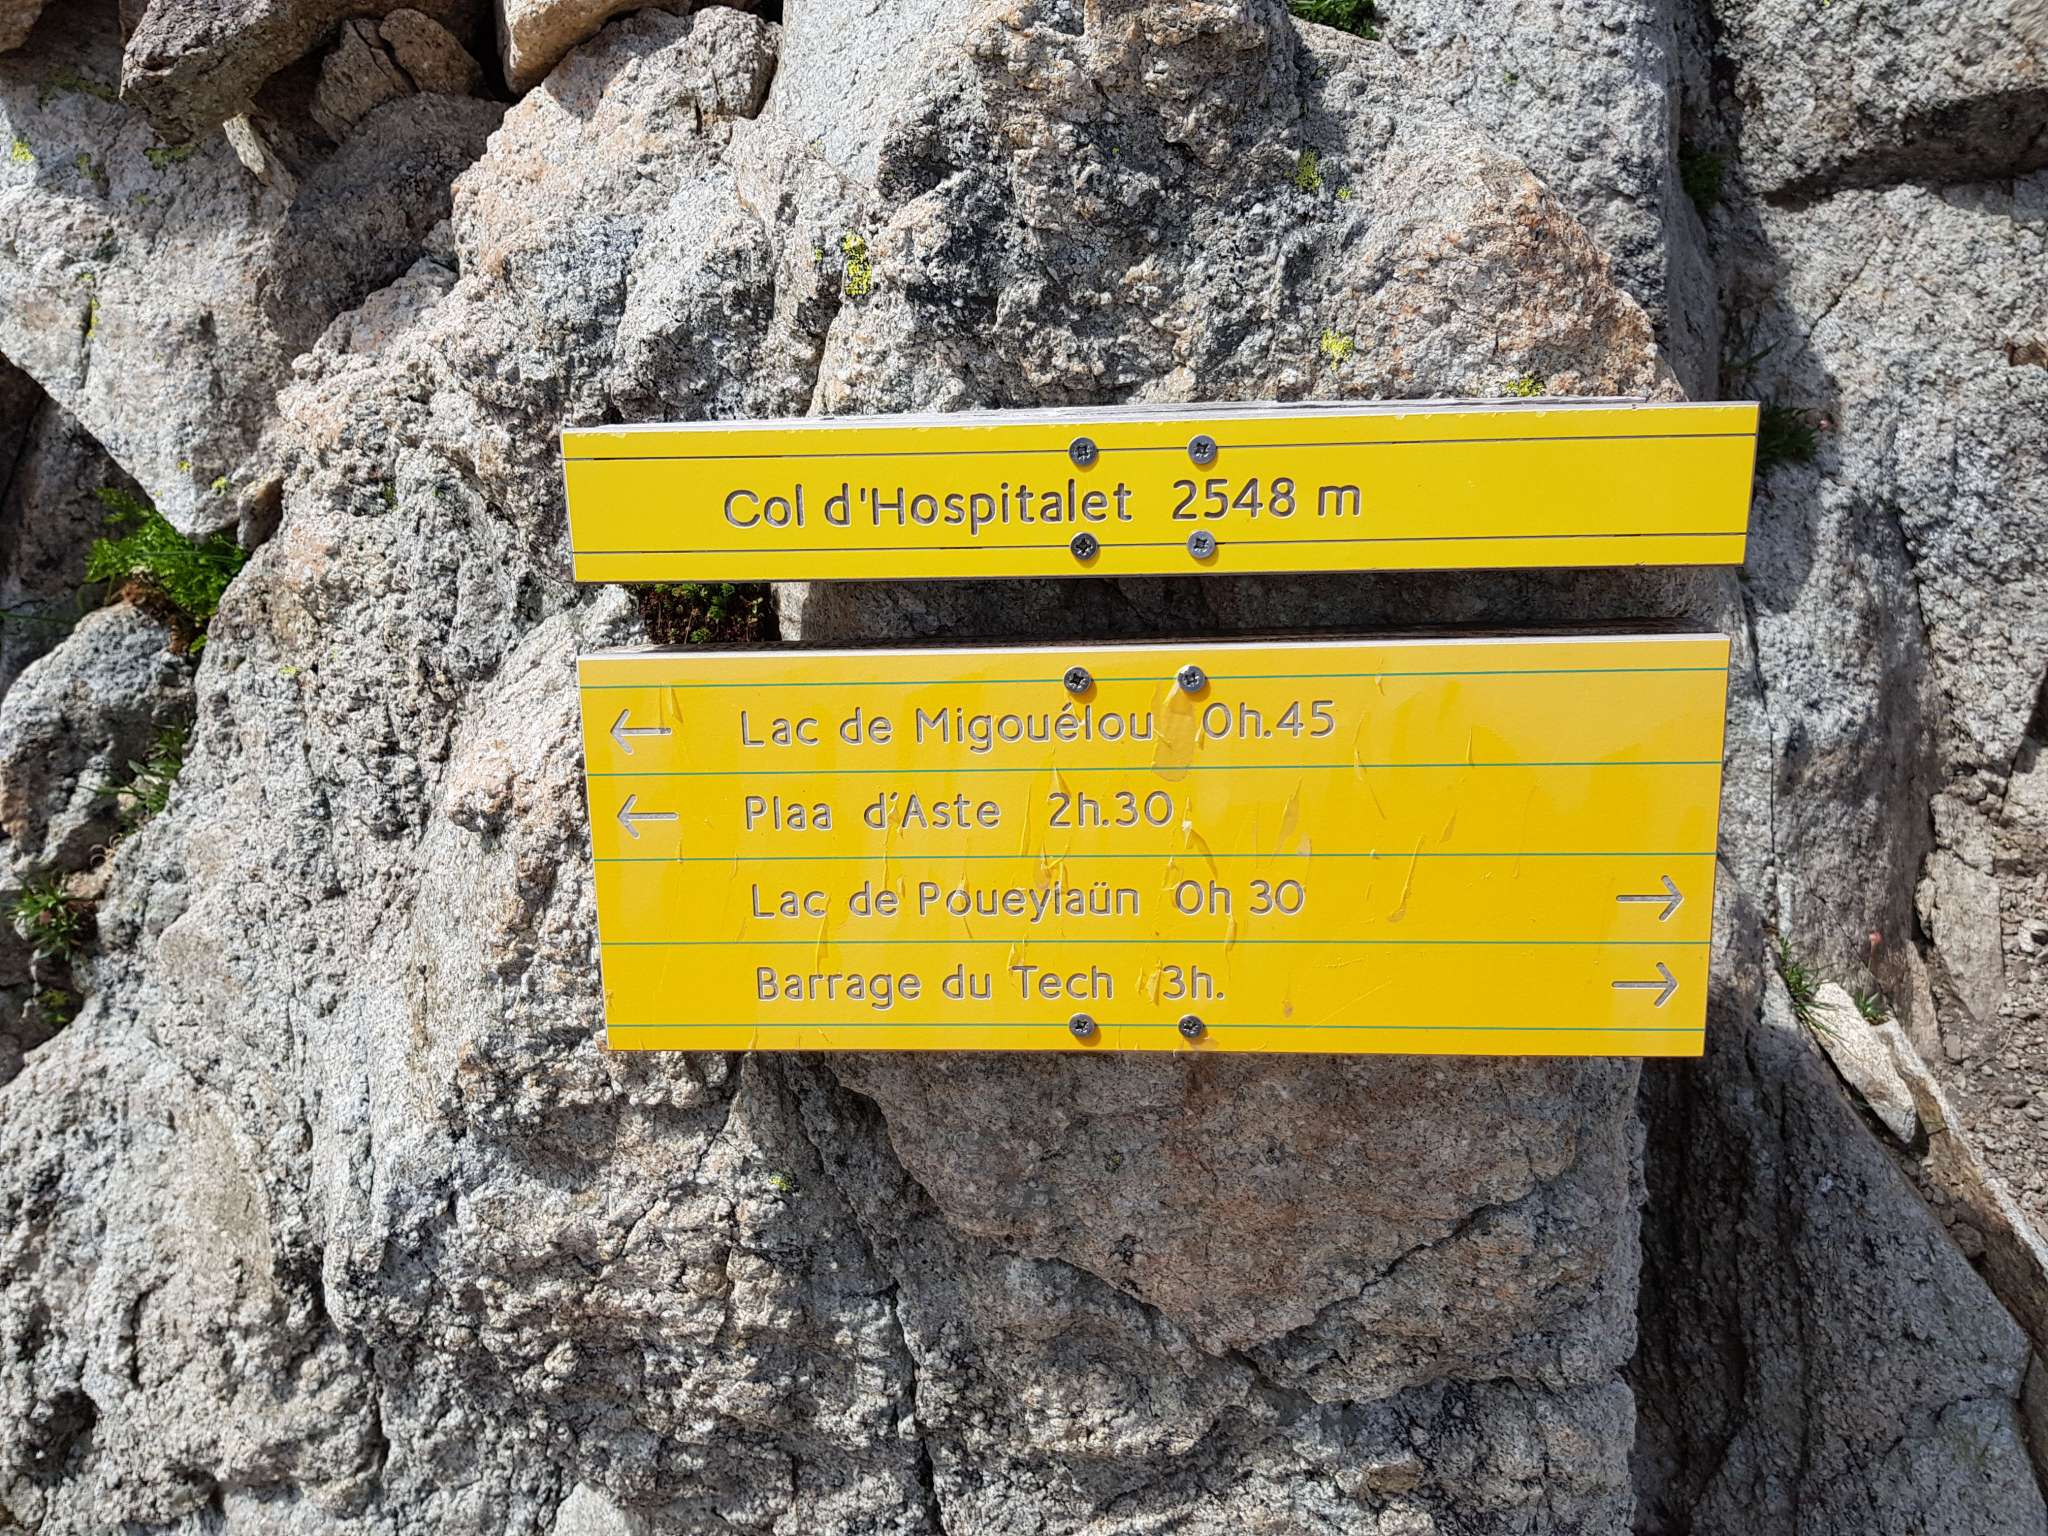 Col d'Hospitalet 2548 m
← Lac de Migouélou 0h.45
← Plaa d'Aste 2h.30
Lac de Poueylaün 0h 30 →
Barrage du Tech 3h. →